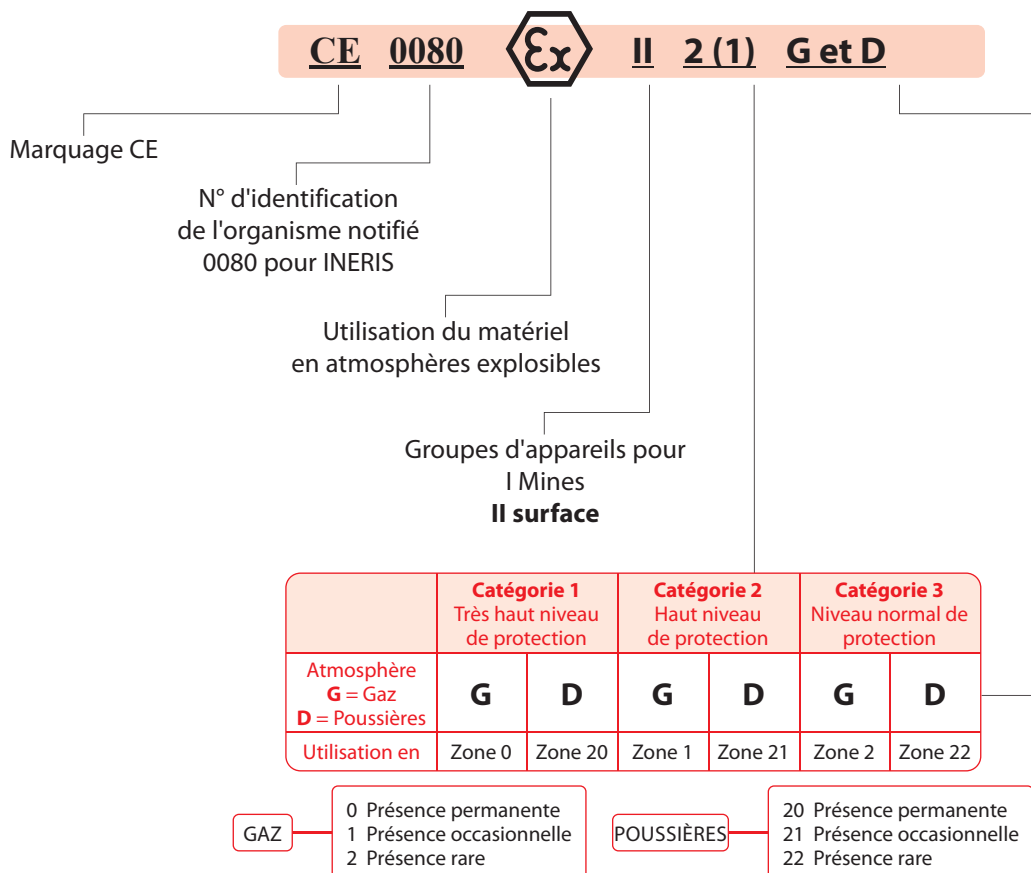 CE 0080 Ex II 2 (1) G et D
Marquage CE
N° d'identification
de l'organisme notifié
0080 pour INERIS
Utilisation du matériel
en atmosphères explosibles
Groupes d'appareils pour
I Mines
II surface
Catégorie 1 Catégorie 2 Catégorie 3
Très haut niveau Haut niveau Niveau normal de
de protection de protection protection
Atmosphère
G = Gaz
D = Poussières
G D G D G D
Utilisation en Zone 0 Zone 20 Zone 1 Zone 21 Zone 2 Zone 22
GAZ
0 Présence permanente
1 Présence occasionnelle
2 Présence rare
POUSSIÈRES
20 Présence permanente
21 Présence occasionnelle
22 Présence rare